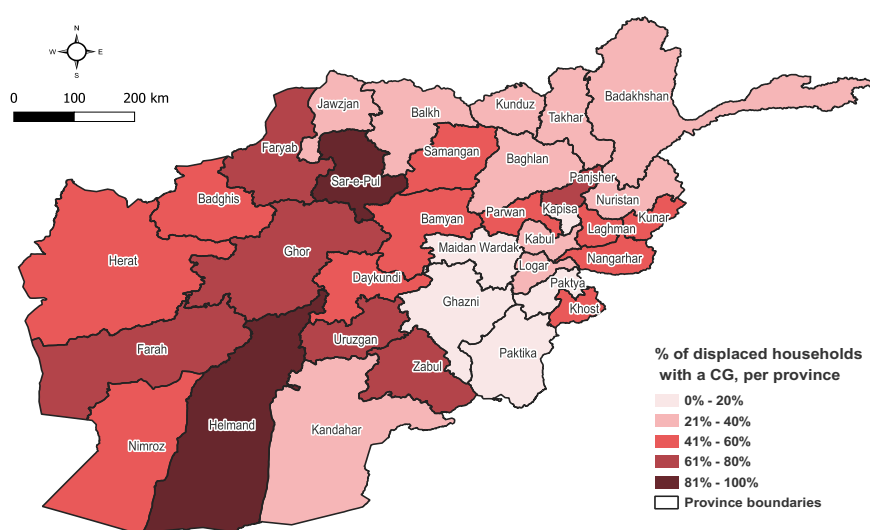 N
W E
S
0 100 200 km
Jawzjan
Balkh
Kunduz
Takhar
Badakhshan
Faryab
Sar-o-Pul
Samangan
Baghlan
Panjsher
Nuristan
Badghis
Bamyan
Parwan
Kapisa
Laghman
Kunar
Herat
Ghor
Maidan Wardak
Kabul
Nangarhar
Daykundi
Logar
Paktya
Ghazni
Khost
Farah
Uruzgan
Zabul
Paktika
Helmand
Kandahar
Nimroz
% of displaced households
with a CG, per province
0% - 20%
21% - 40%
41% - 60%
61% - 80%
81% - 100%
Province boundaries